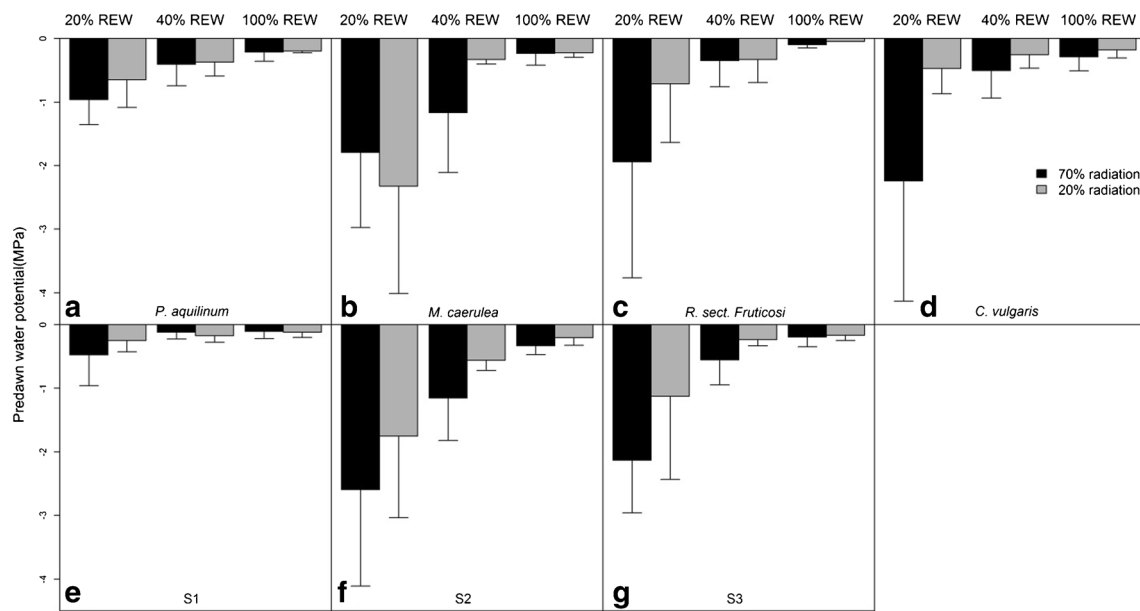 20% REW 40% REW 100% REW 20% REW 40% REW 100% REW 20% REW 40% REW 100% REW 20% REW 40% REW 100% REW
0
-1
-2
-3
-4
70% radiation
20% radiation
Predawn water potential(MPa)
a P. aquilinum b M. caerulea c R. sect. Fruticosi d C. vulgaris
0
-1
-2
-3
-4
e S1 f S2 g S3